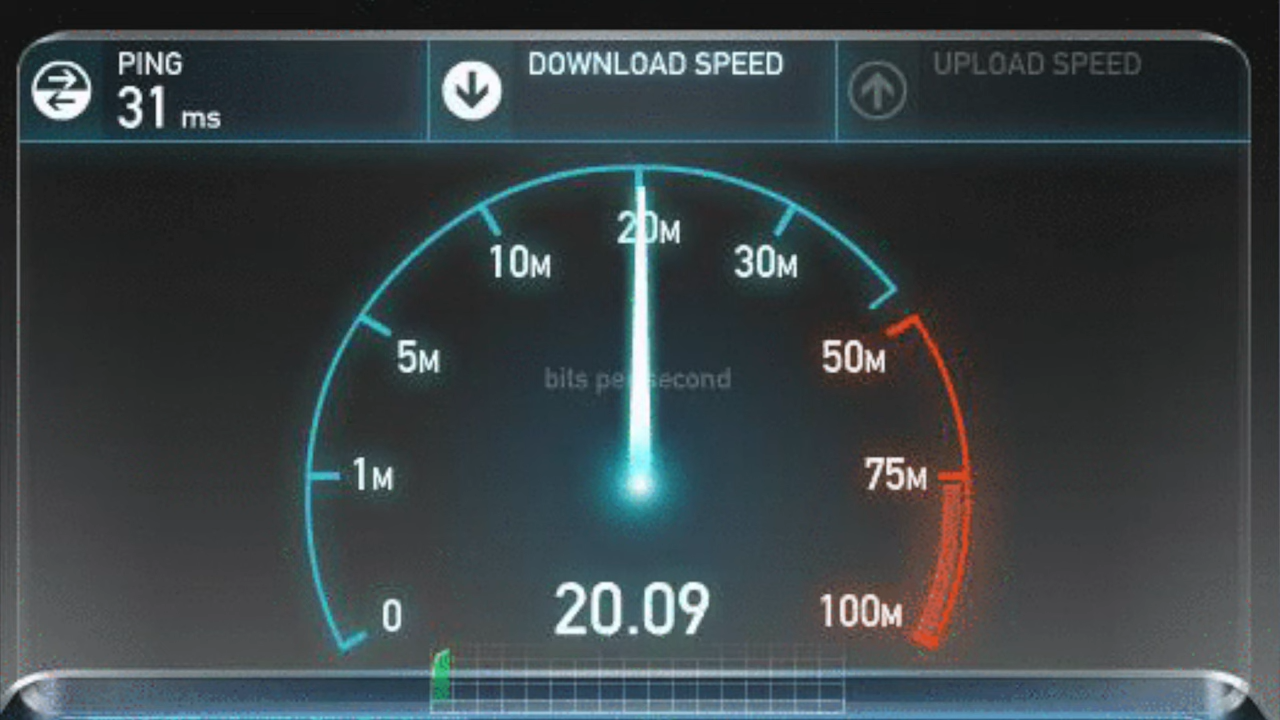 PING
31 ms
DOWNLOAD SPEED
UPLOAD SPEED
20M
10M
30M
5M
50M
bits per second
1M
75M
0
20.09
100M